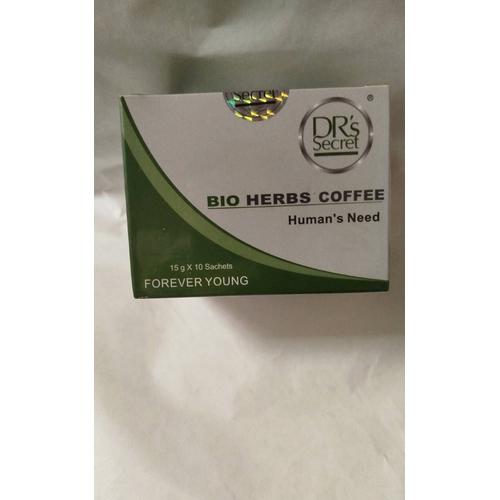 Secret
DR's
Secret
®
BIO HERBS COFFEE
Human's Need
15 g X 10 Sachets
FOREVER YOUNG